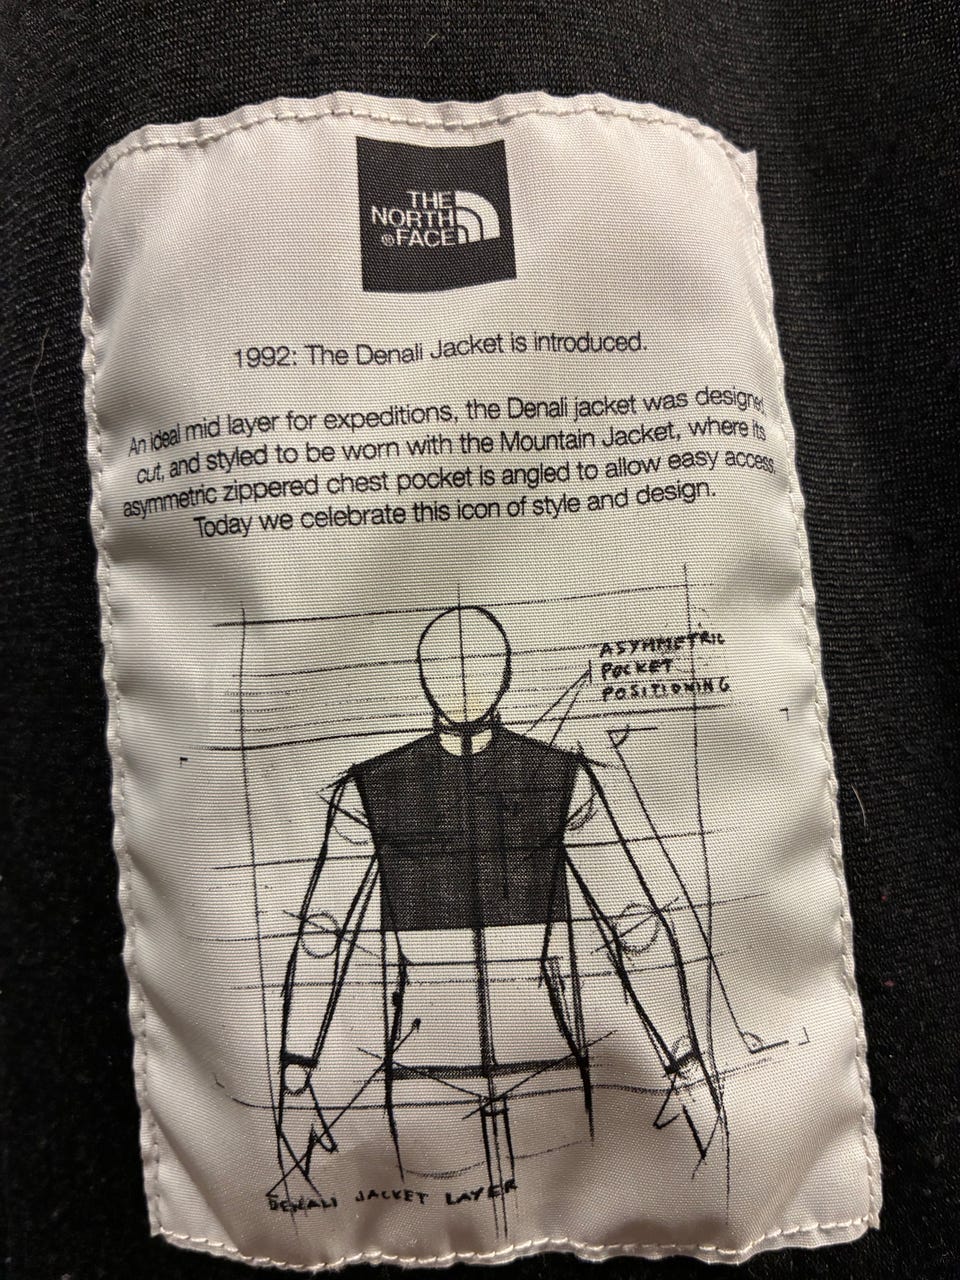 THE
NORTH
®FACE
1992: The Denali Jacket is introduced.
An ideal mid layer for expeditions, the Denali jacket was designed,
cut, and styled to be worn with the Mountain Jacket, where its
asymmetric zippered chest pocket is angled to allow easy access.
Today we celebrate this icon of style and design.
ASYMMETRIC
POCKET
POSITIONING
DENALI JACKET LAYER